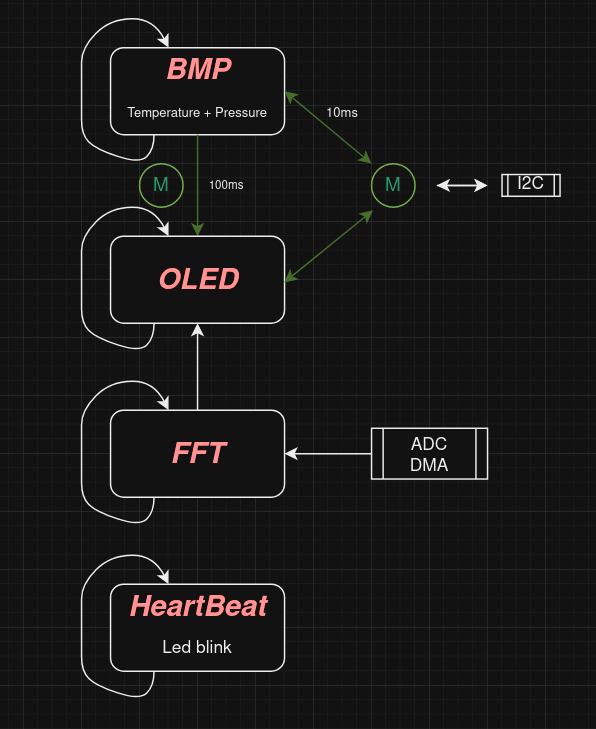 BMP
Temperature + Pressure
10ms
M
100ms
M
I2C
OLED
FFT
ADC
DMA
HeartBeat
Led blink